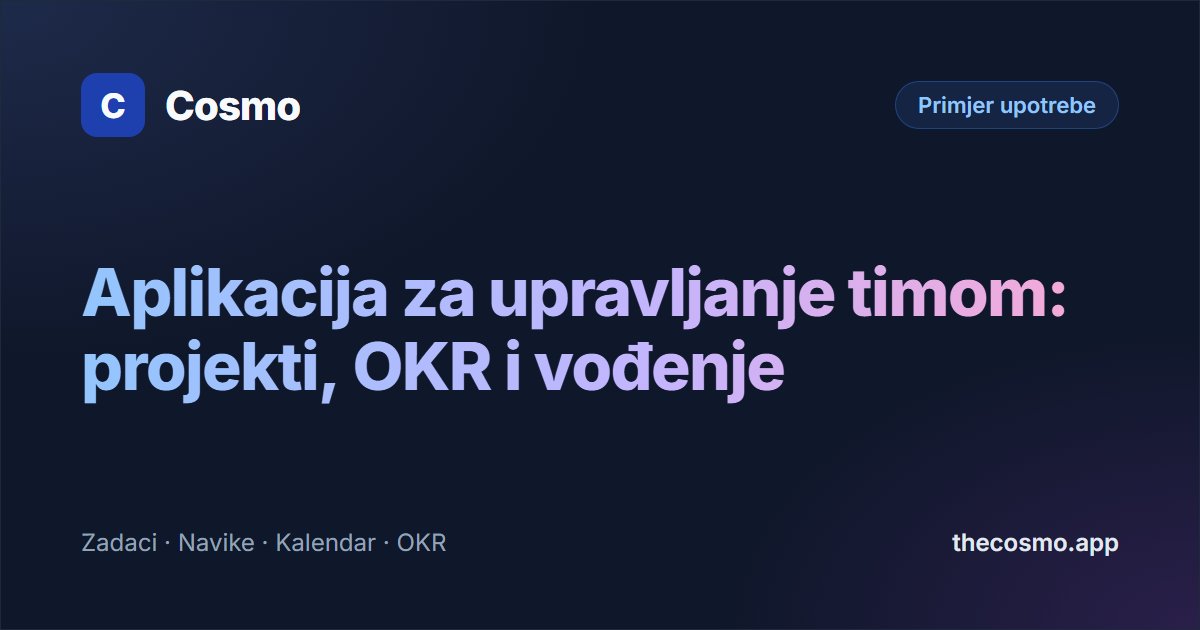 C
Cosmo
Primjer upotrebe
Aplikacija za upravljanje timom:
projekti, OKR i vođenje
Zadaci · Navike · Kalendar · OKR
thecosmo.app